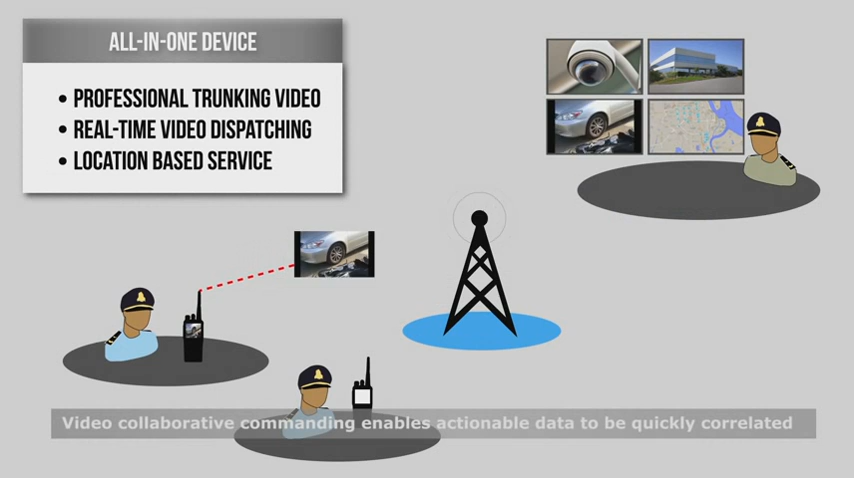 ALL-IN-ONE DEVICE
• PROFESSIONAL TRUNKING VIDEO
• REAL-TIME VIDEO DISPATCHING
• LOCATION BASED SERVICE
Video collaborative commanding enables actionable data to be quickly correlated